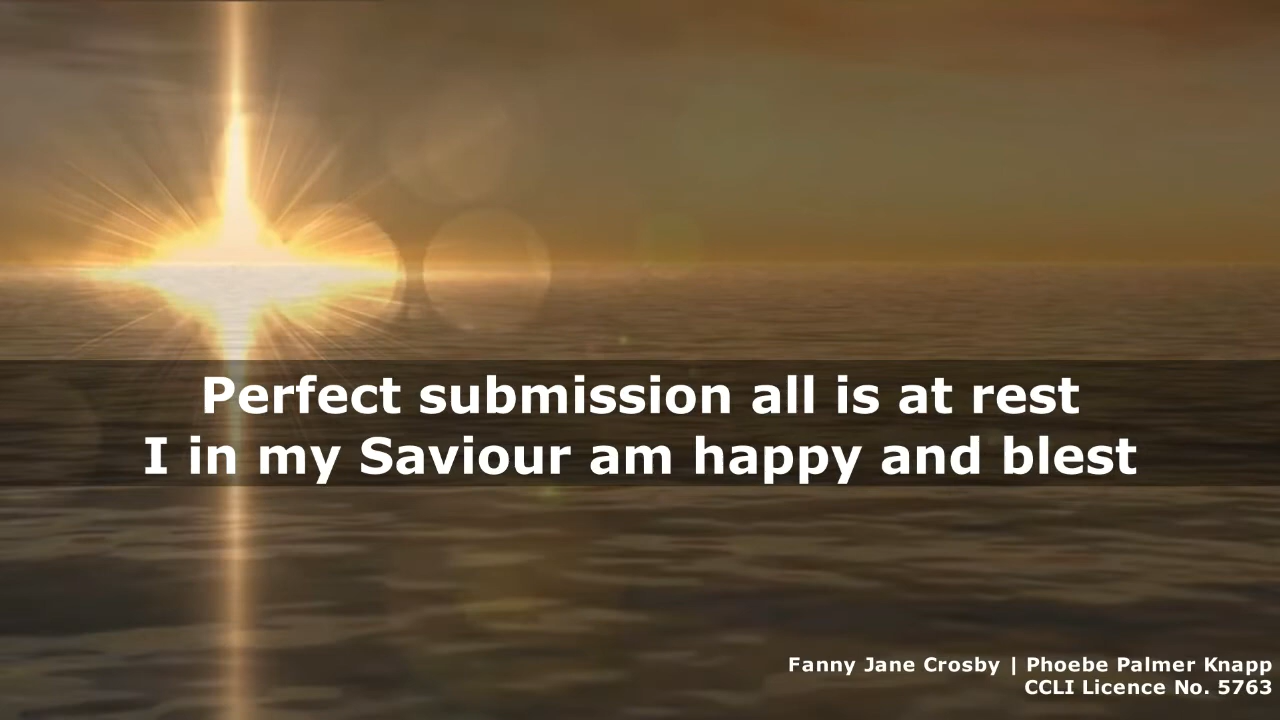 Perfect submission all is at rest
I in my Saviour am happy and blest
Fanny Jane Crosby | Phoebe Palmer Knapp
CCLI Licence No. 5763